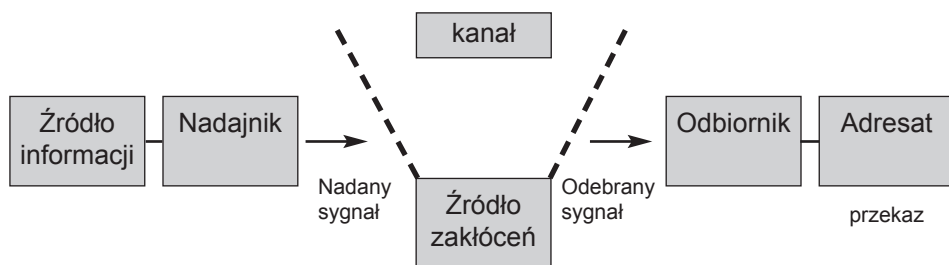 kanał
Źródło
informacji
Nadajnik
Odbiornik
Adresat
Nadany
sygnał
Źródło
zakłóceń
Odebrany
sygnał
przekaz